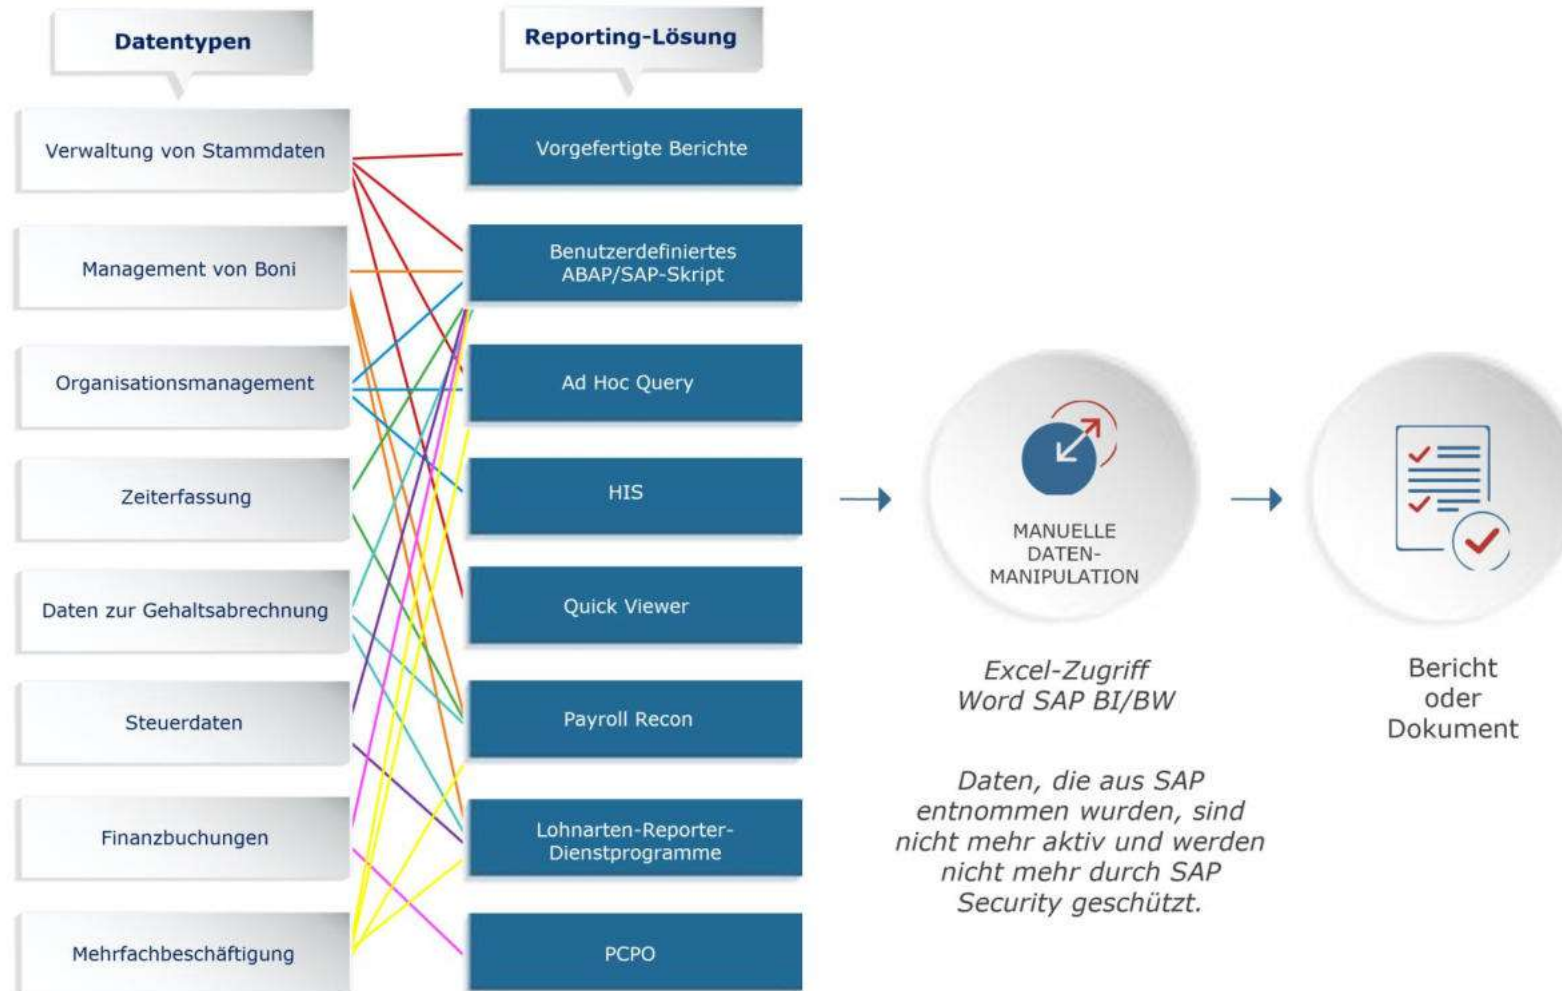 Datentypen
Reporting-Lösung
Verwaltung von Stammdaten
Management von Boni
Organisationsmanagement
Zeiterfassung
Daten zur Gehaltsabrechnung
Steuerdaten
Finanzbuchungen
Mehrfachbeschäftigung
Vorgefertigte Berichte
Benutzerdefiniertes
ABAP/SAP-Skript
Ad Hoc Query
HIS
Quick Viewer
Payroll Recon
Lohnarten-Reporter-
Dienstprogramme
PCPO
MANUELLE
DATEN-
MANIPULATION
Excel-Zugriff
Word SAP BI/BW
Daten, die aus SAP
entnommen wurden, sind
nicht mehr aktiv und werden
nicht mehr durch SAP
Security geschützt.
Bericht
oder
Dokument